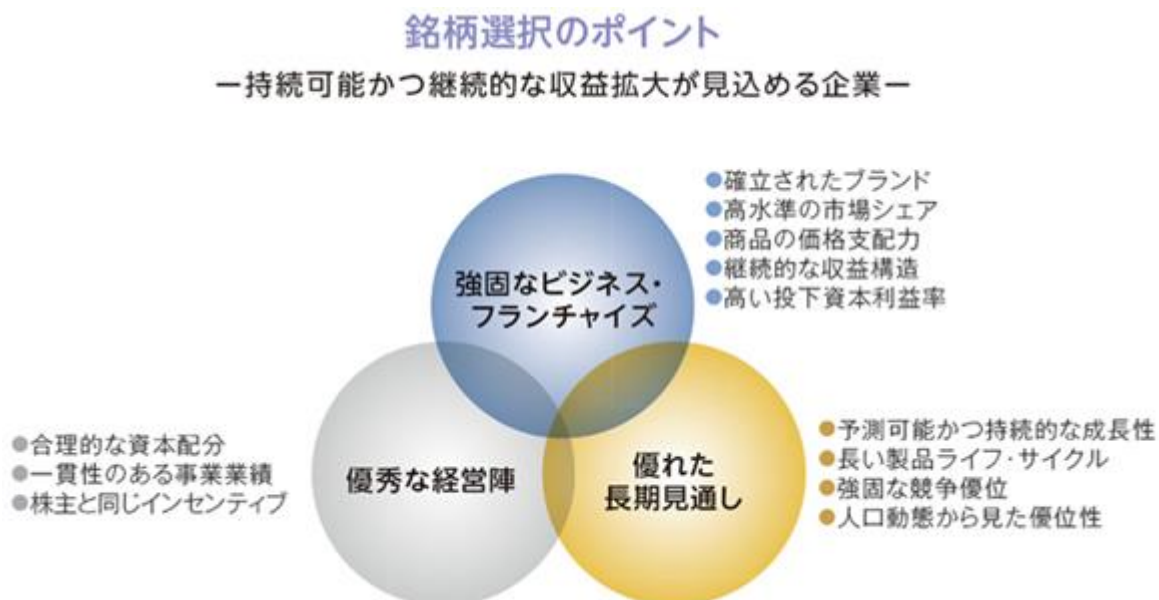 銘柄選択のポイント
ー持続可能かつ継続的な収益拡大が見込める企業ー
●確立されたブランド
●高水準の市場シェア
●商品の価格支配力
●継続的な収益構造
●高い投下資本利益率
強固なビジネス・
フランチャイズ
●合理的な資本配分
●一貫性のある事業業績
●株主と同じインセンティブ
優秀な経営陣
優れた
長期見通し
●予測可能かつ持続的な成長性
●長い製品ライフ・サイクル
●強固な競争優位
●人口動態から見た優位性